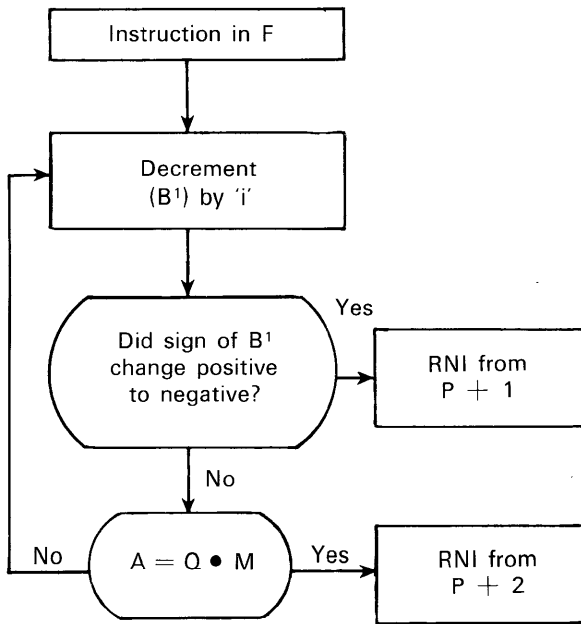 Instruction in F
Decrement
(B¹) by 'i'
Did sign of B¹
change positive
to negative?
Yes
RNI from
P + 1
No
A = Q • M
No
Yes
RNI from
P + 2